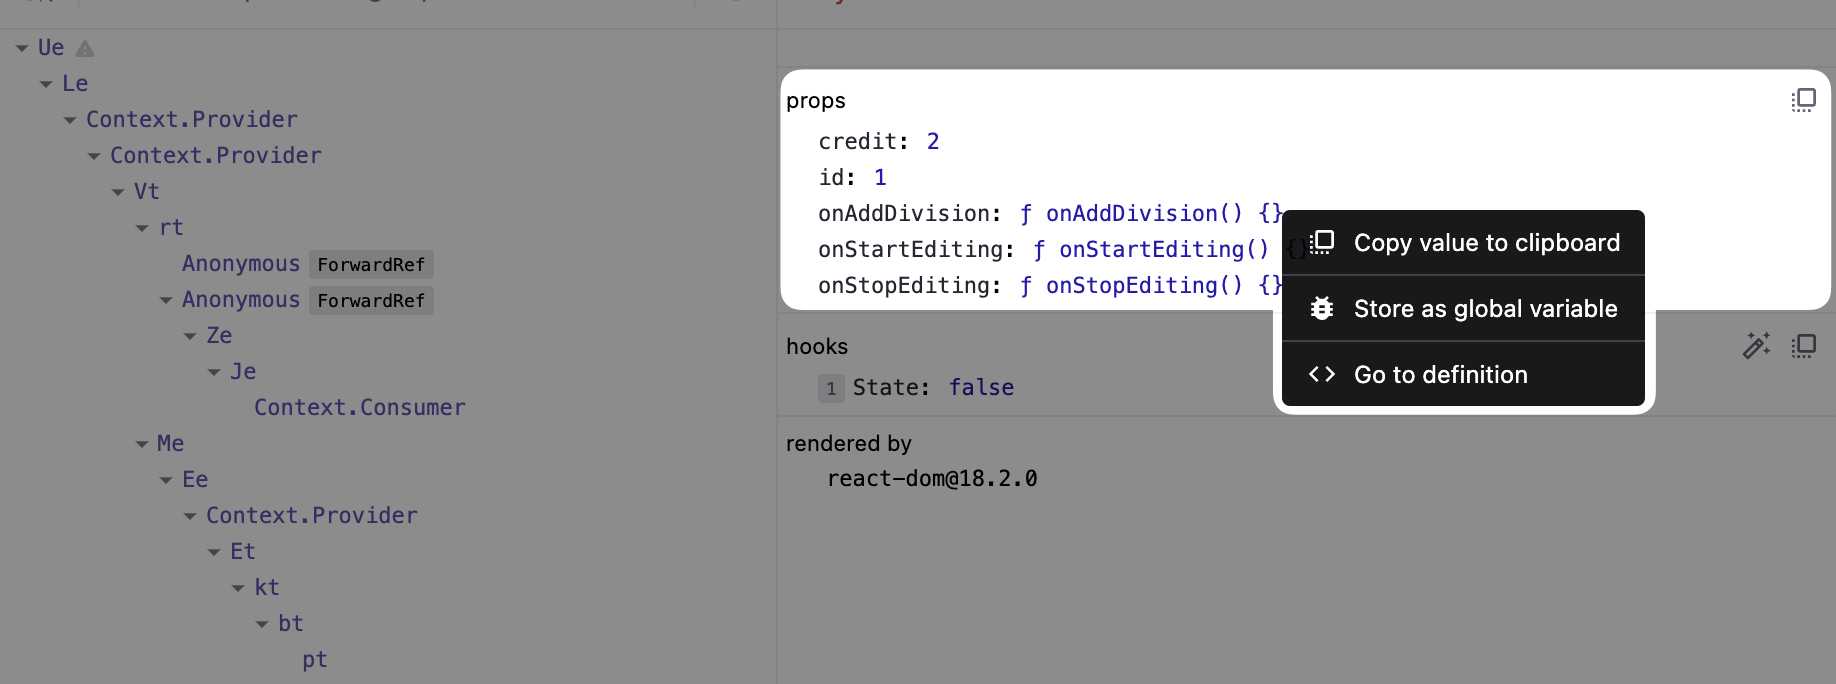 Ue
Le
Context.Provider
Context.Provider
Vt
rt
Anonymous ForwardRef
Anonymous ForwardRef
Ze
Je
Context.Consumer
Me
Ee
Context.Provider
Et
kt
bt
pt
props
credit: 2
id: 1
onAddDivision: ƒ onAddDivision() {}
onStartEditing: ƒ onStartEditing() {}
onStopEditing: ƒ onStopEditing() {}
Copy value to clipboard
Store as global variable
Go to definition
hooks
1 State: false
rendered by
react-dom@18.2.0